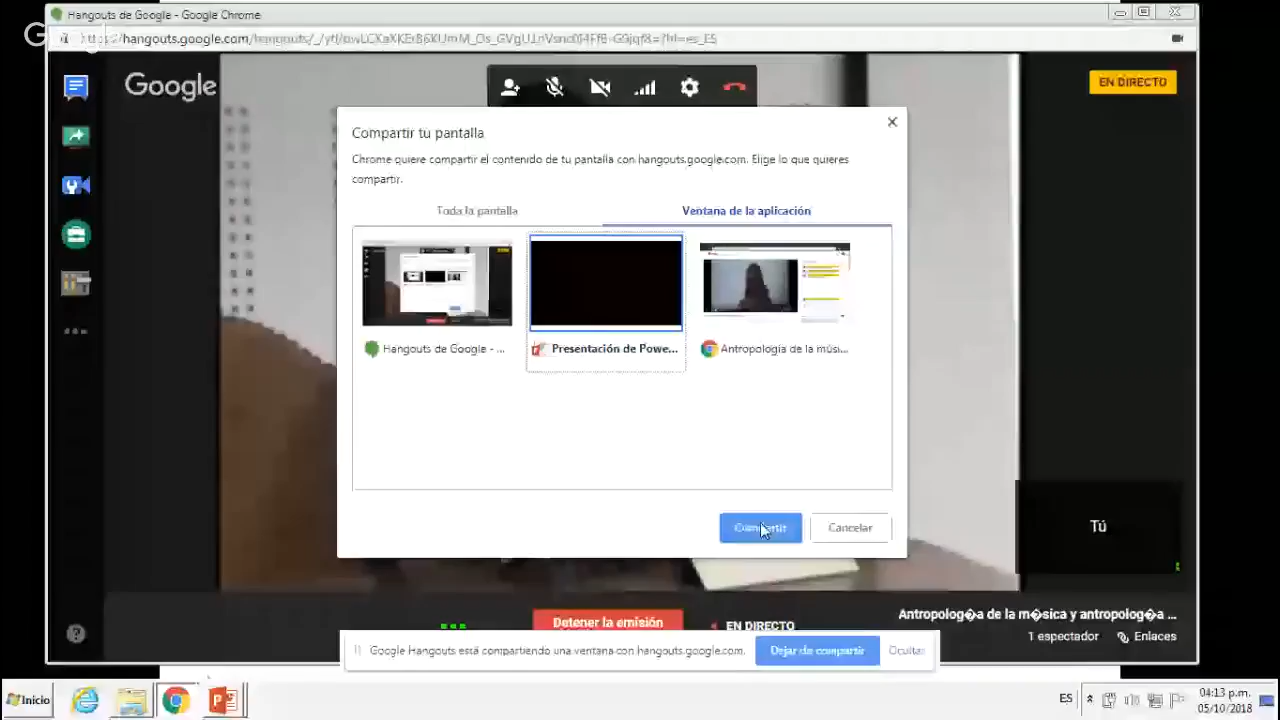 Hangouts de Google - Google Chrome
Google
EN DIRECTO
Compartir tu pantalla
Chrome quiere compartir el contenido de tu pantalla con hangouts.google.com. Elige lo que quieres
compartir.
Toda la pantalla
Ventana de la aplicación
Hangouts de Google - ...
Presentación de Powe...
Antropología de la músi...
Compartir
Cancelar
Tú
Detener la emisión
EN DIRECTO
Antropolog�a de la m�sica y antropolog�a ...
1 espectador
Enlaces
Google Hangouts está compartiendo una ventana con hangouts.google.com.
Dejar de compartir
Ocultar
Inicio
ES
04:13 p.m.
05/10/2018